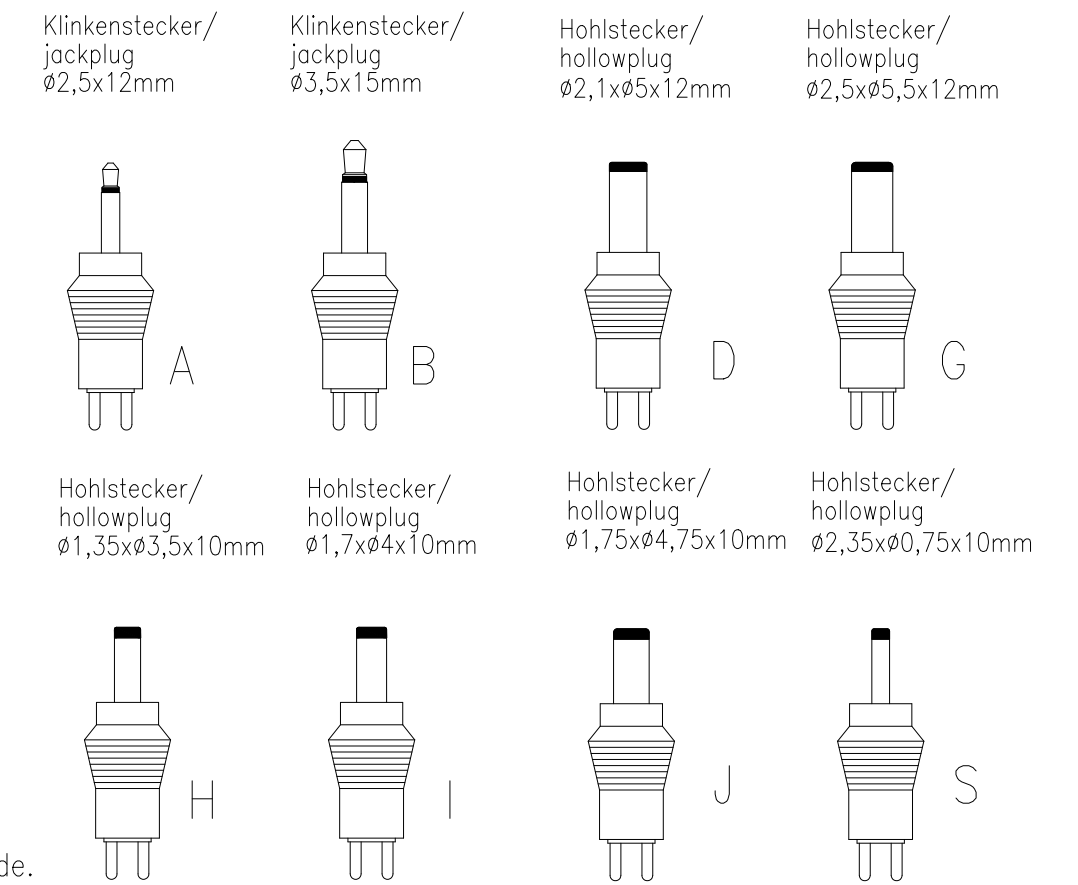 Klinkenstecker/
jackplug
ø2,5x12mm
Klinkenstecker/
jackplug
ø3,5x15mm
Hohlstecker/
hollowplug
ø2,1xø5x12mm
Hohlstecker/
hollowplug
ø2,5xø5,5x12mm
A
B
D
G
Hohlstecker/
hollowplug
ø1,35xø3,5x10mm
Hohlstecker/
hollowplug
ø1,7xø4x10mm
Hohlstecker/
hollowplug
ø1,75xø4,75x10mm
Hohlstecker/
hollowplug
ø2,35xø0,75x10mm
H
I
J
S
de.